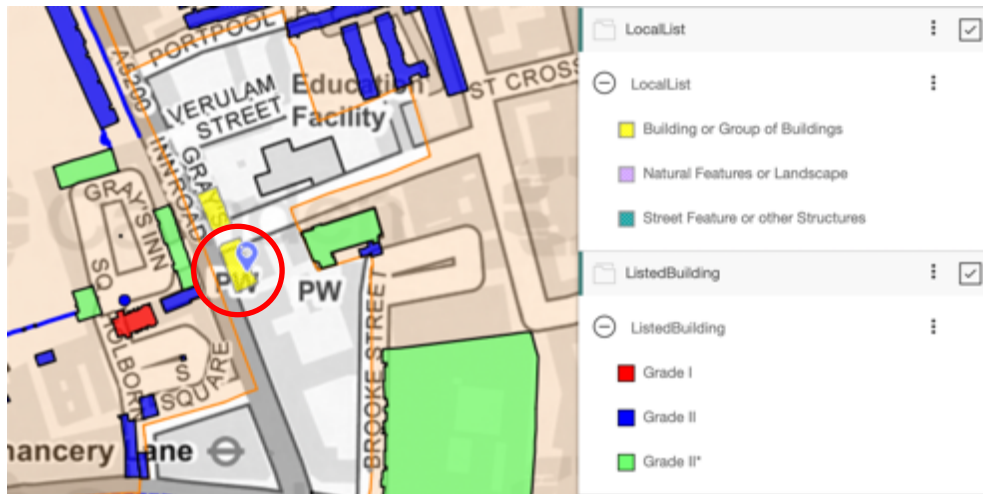 PORTPOOL
A5200
VERULAM
STREET
Education
Facility
ST CROSS
GRAY'S
INN ROAD
GRAY'S INN
SQ
PW
PW
HOLBORN
S
SQUARE
BROOKE STREET
hancery Lane
LocalList
LocalList
Building or Group of Buildings
Natural Features or Landscape
Street Feature or other Structures
ListedBuilding
ListedBuilding
Grade I
Grade II
Grade II*